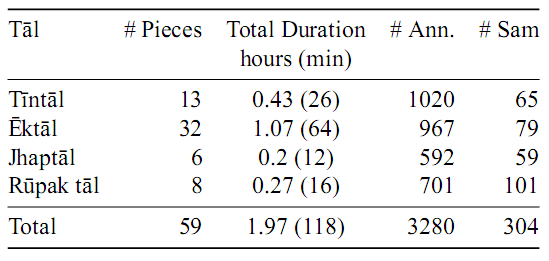 Tāl # Pieces Total Duration # Ann. # Sam
hours (min)
Tīntāl 13 0.43 (26) 1020 65
Ēktāl 32 1.07 (64) 967 79
Jhaptāl 6 0.2 (12) 592 59
Rūpak tāl 8 0.27 (16) 701 101
Total 59 1.97 (118) 3280 304